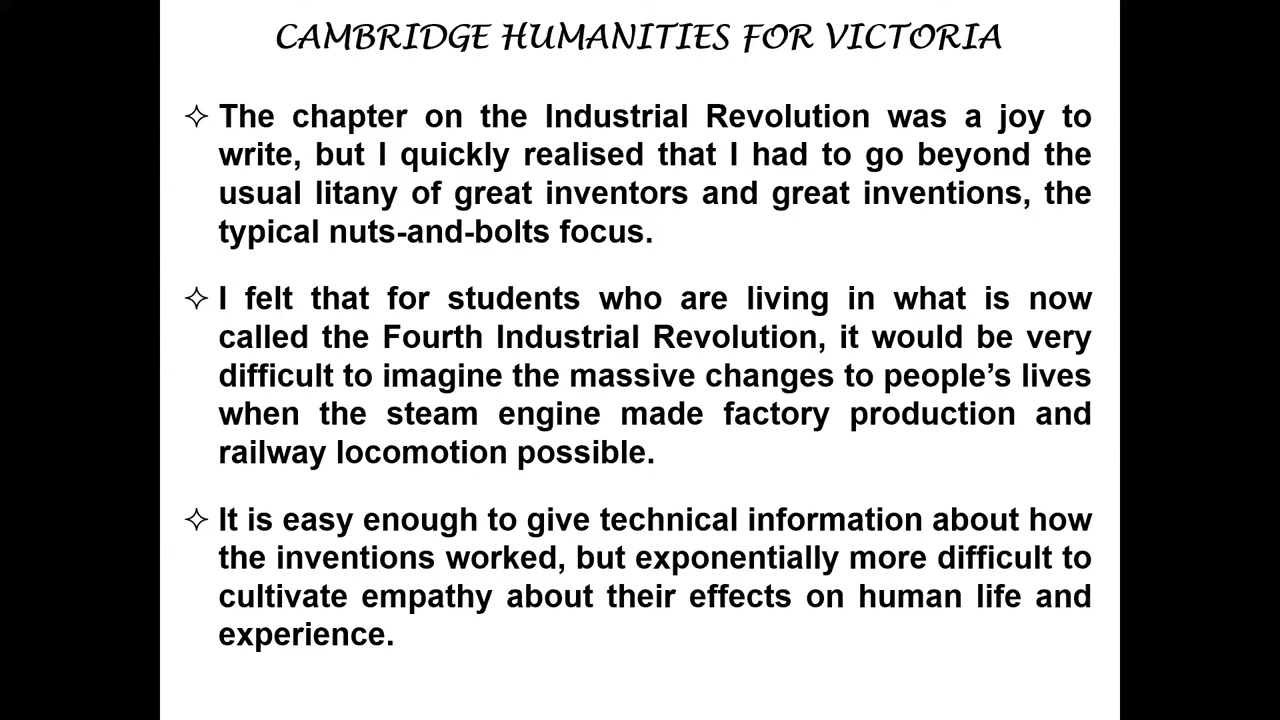 CAMBRIDGE HUMANITIES FOR VICTORIA
✧ The chapter on the Industrial Revolution was a joy to
write, but I quickly realised that I had to go beyond the
usual litany of great inventors and great inventions, the
typical nuts-and-bolts focus.
✧ I felt that for students who are living in what is now
called the Fourth Industrial Revolution, it would be very
difficult to imagine the massive changes to people’s lives
when the steam engine made factory production and
railway locomotion possible.
✧ It is easy enough to give technical information about how
the inventions worked, but exponentially more difficult to
cultivate empathy about their effects on human life and
experience.